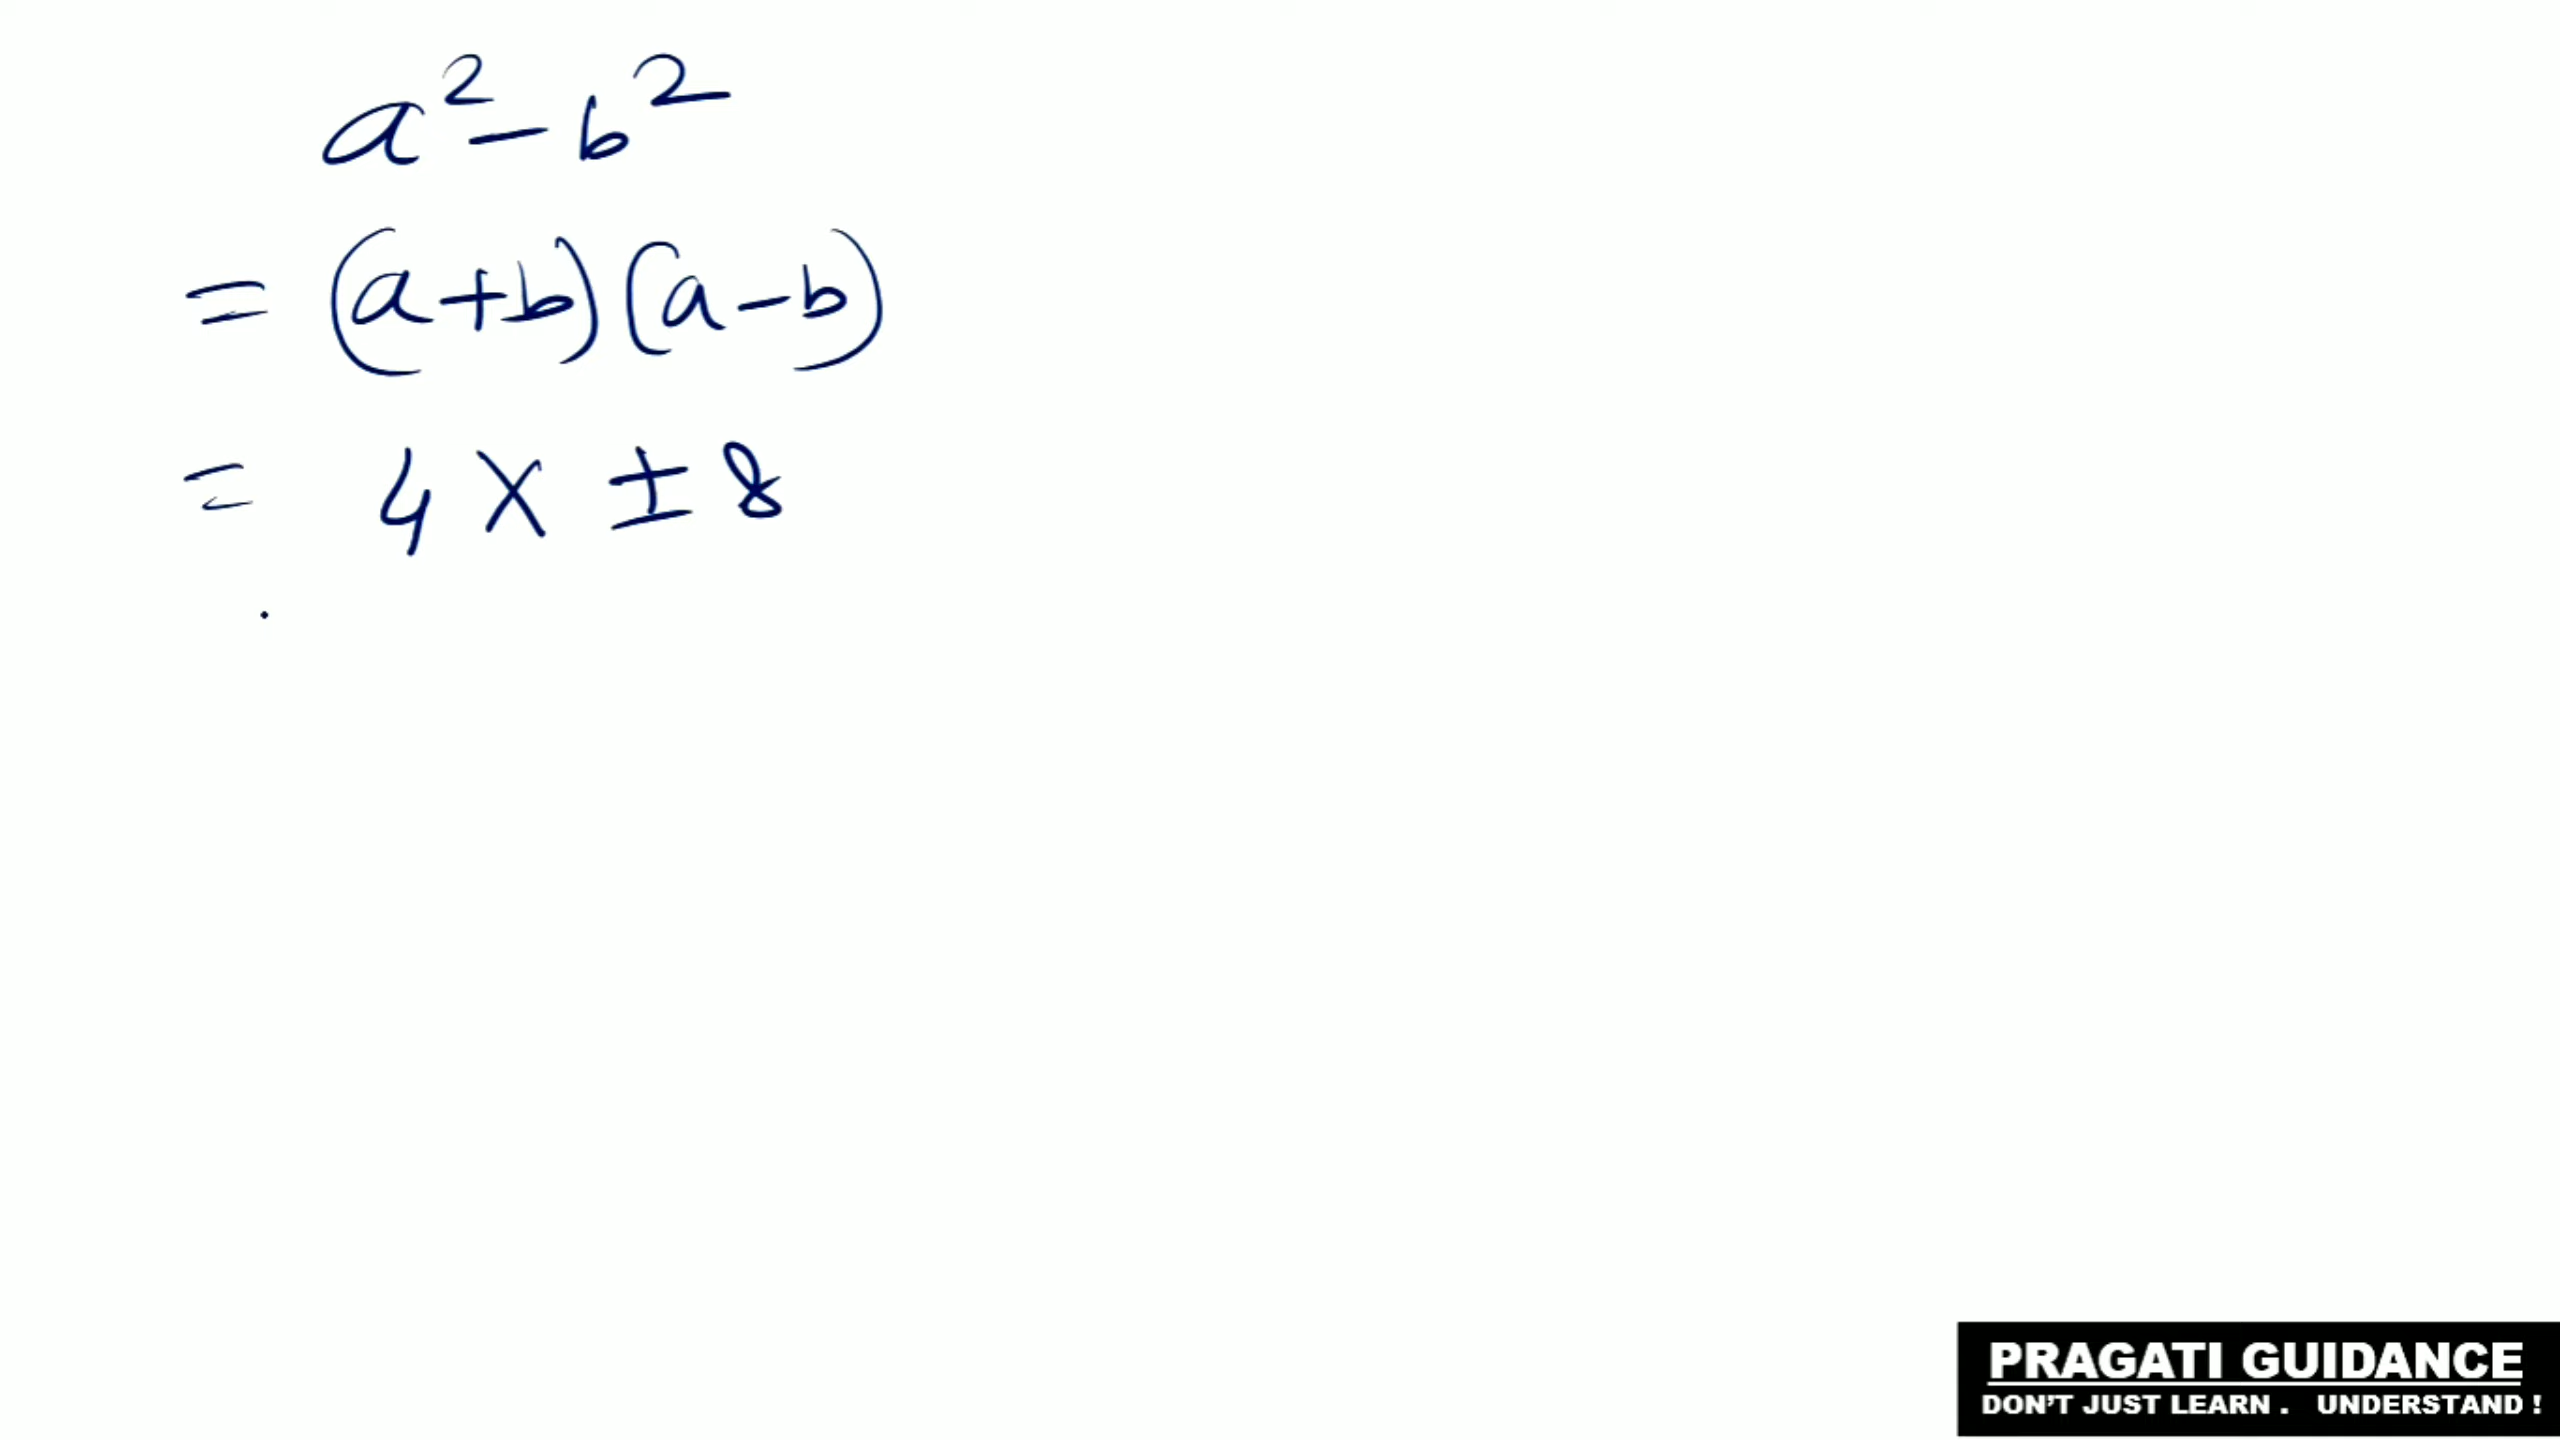 a² - b²
= (a+b) (a-b)
= 4 × ± 8
PRAGATI GUIDANCE
DON'T JUST LEARN . UNDERSTAND !